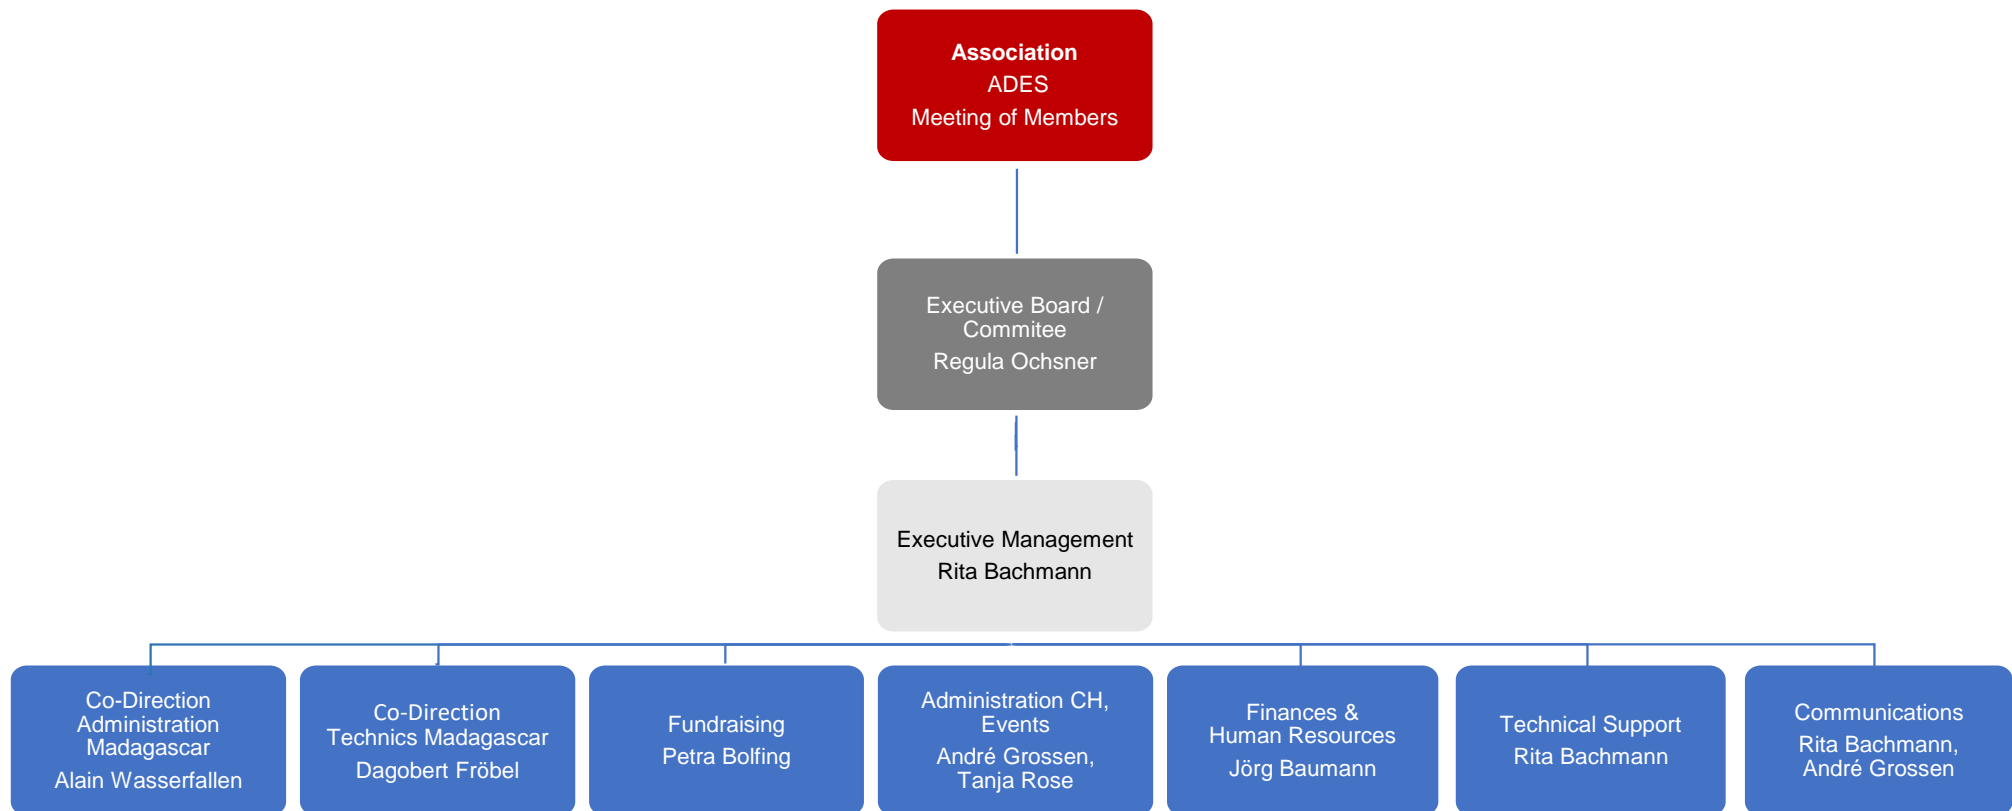 Association
ADES
Meeting of Members
Executive Board /
Commitee
Regula Ochsner
Executive Management
Rita Bachmann
Co-Direction
Administration
Madagascar
Alain Wasserfallen
Co-Direction
Technics Madagascar
Dagobert Fröbel
Fundraising
Petra Bolfing
Administration CH,
Events
André Grossen,
Tanja Rose
Finances &
Human Resources
Jörg Baumann
Technical Support
Rita Bachmann
Communications
Rita Bachmann,
André Grossen